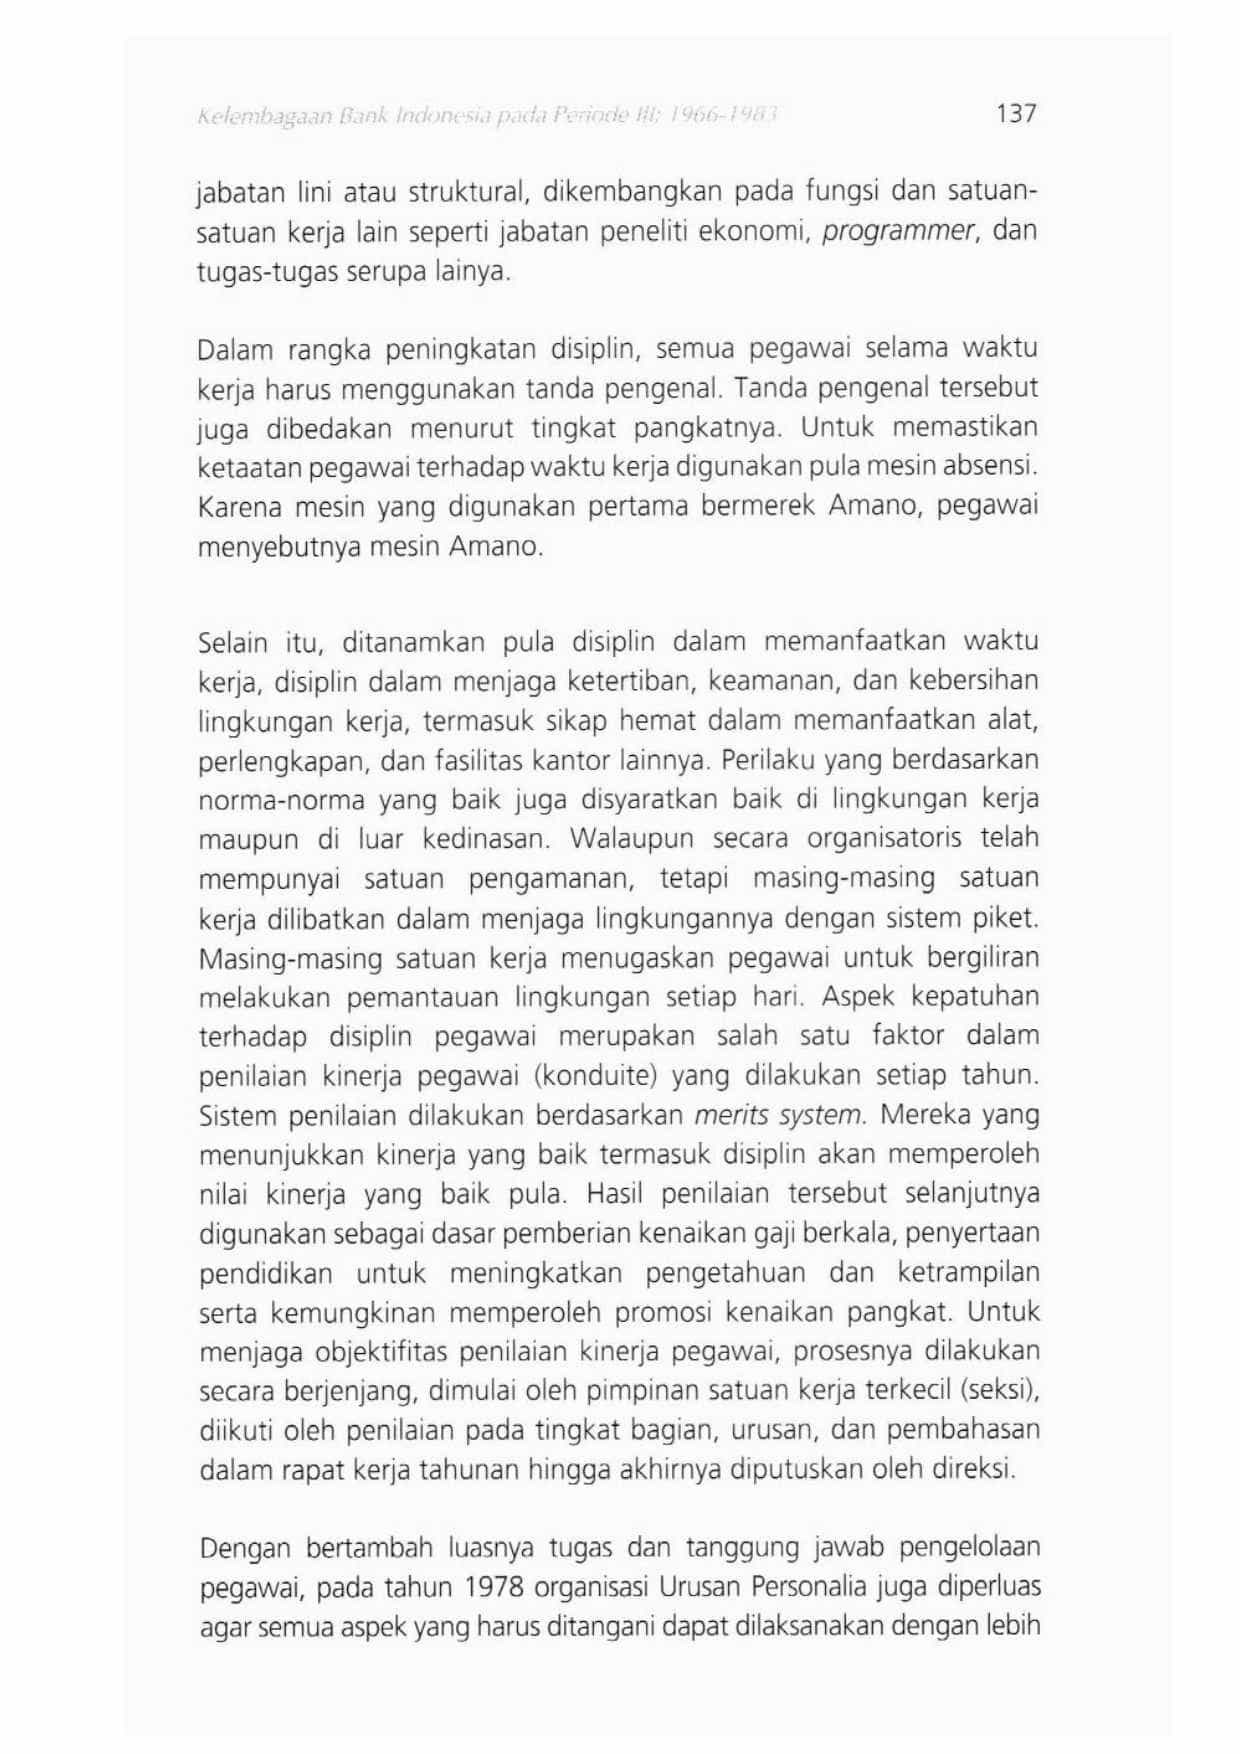 Kelembagaan Bank Indonesia pada Periode III; 1966-1983 137
jabatan lini atau struktural, dikembangkan pada fungsi dan satuan-
satuan kerja lain seperti jabatan peneliti ekonomi, programmer, dan
tugas-tugas serupa lainya.
Dalam rangka peningkatan disiplin, semua pegawai selama waktu
kerja harus menggunakan tanda pengenal. Tanda pengenal tersebut
juga dibedakan menurut tingkat pangkatnya. Untuk memastikan
ketaatan pegawai terhadap waktu kerja digunakan pula mesin absensi.
Karena mesin yang digunakan pertama bermerek Amano, pegawai
menyebutnya mesin Amano.
Selain itu, ditanamkan pula disiplin dalam memanfaatkan waktu
kerja, disiplin dalam menjaga ketertiban, keamanan, dan kebersihan
lingkungan kerja, termasuk sikap hemat dalam memanfaatkan alat,
perlengkapan, dan fasilitas kantor lainnya. Perilaku yang berdasarkan
norma-norma yang baik juga disyaratkan baik di lingkungan kerja
maupun di luar kedinasan. Walaupun secara organisatoris telah
mempunyai satuan pengamanan, tetapi masing-masing satuan
kerja dilibatkan dalam menjaga lingkungannya dengan sistem piket.
Masing-masing satuan kerja menugaskan pegawai untuk bergiliran
melakukan pemantauan lingkungan setiap hari. Aspek kepatuhan
terhadap disiplin pegawai merupakan salah satu faktor dalam
penilaian kinerja pegawai (konduite) yang dilakukan setiap tahun.
Sistem penilaian dilakukan berdasarkan merits system. Mereka yang
menunjukkan kinerja yang baik termasuk disiplin akan memperoleh
nilai kinerja yang baik pula. Hasil penilaian tersebut selanjutnya
digunakan sebagai dasar pemberian kenaikan gaji berkala, penyertaan
pendidikan untuk meningkatkan pengetahuan dan ketrampilan
serta kemungkinan memperoleh promosi kenaikan pangkat. Untuk
menjaga objektifitas penilaian kinerja pegawai, prosesnya dilakukan
secara berjenjang, dimulai oleh pimpinan satuan kerja terkecil (seksi),
diikuti oleh penilaian pada tingkat bagian, urusan, dan pembahasan
dalam rapat kerja tahunan hingga akhirnya diputuskan oleh direksi.
Dengan bertambah luasnya tugas dan tanggung jawab pengelolaan
pegawai, pada tahun 1978 organisasi Urusan Personalia juga diperluas
agar semua aspek yang harus ditangani dapat dilaksanakan dengan lebih